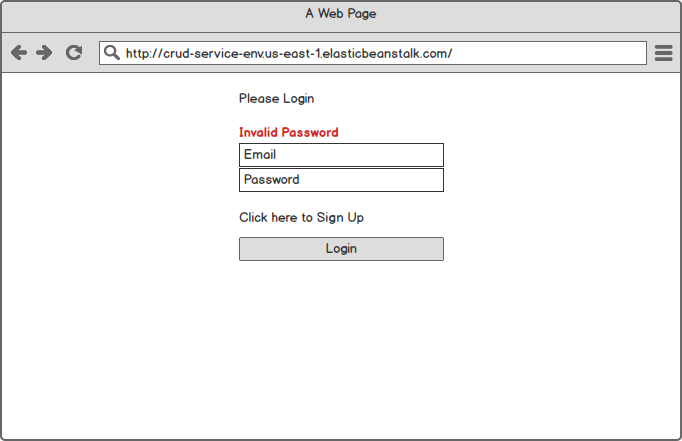 A Web Page
http://crud-service-env.us-east-1.elasticbeanstalk.com/
Please Login
Invalid Password
Email
Password
Click here to Sign Up
Login